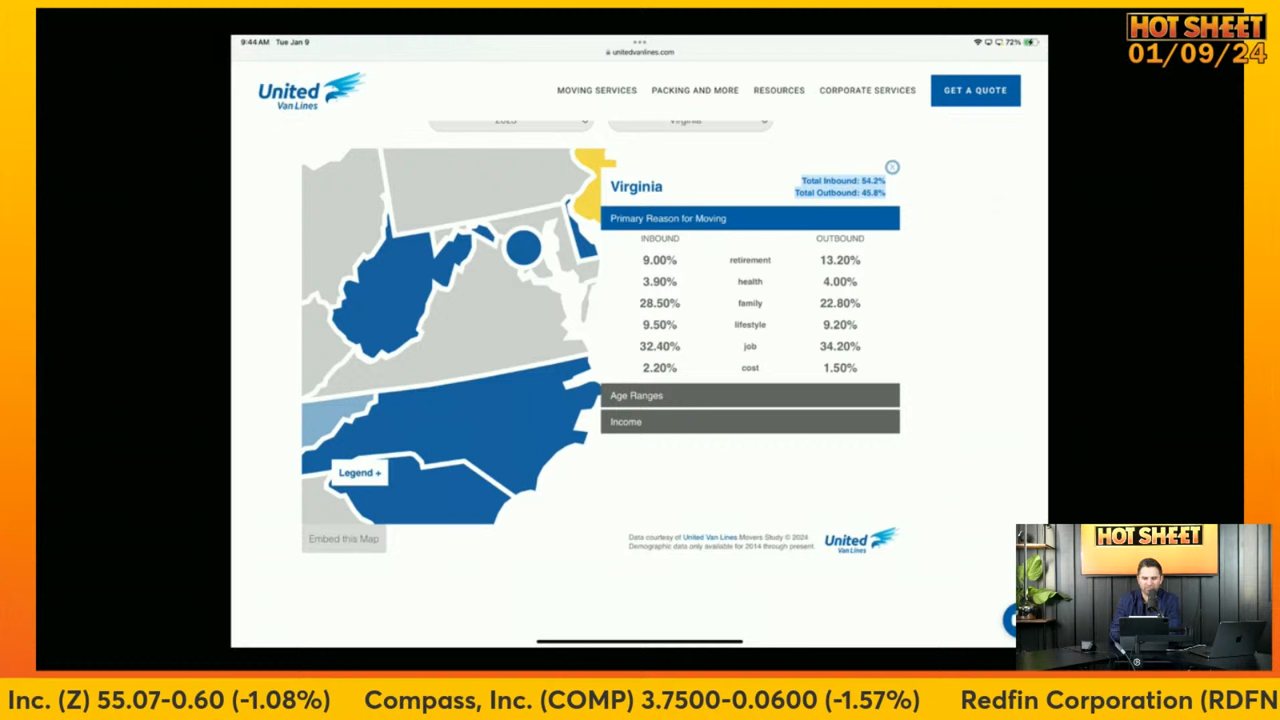 HOT SHEET
01/09/24
9:44AM Tue Jan 9
72%
unitedvanlines.com
United
Van Lines
MOVING SERVICES PACKING AND MORE RESOURCES CORPORATE SERVICES GET A QUOTE
2023 Virginia
Virginia
Total Inbound: 54.2%
Total Outbound: 45.8%
Primary Reason for Moving
INBOUND OUTBOUND
9.00% retirement 13.20%
3.90% health 4.00%
28.50% family 22.80%
9.50% lifestyle 9.20%
32.40% job 34.20%
2.20% cost 1.50%
Age Ranges
Income
Legend +
Embed this Map
Data courtesy of United Van Lines Movers Study © 2024
Demographic data only available for 2014 through present.
United
Van Lines
HOT SHEET
Inc. (Z) 55.07-0.60 (-1.08%) Compass, Inc. (COMP) 3.7500-0.0600 (-1.57%) Redfin Corporation (RDFN